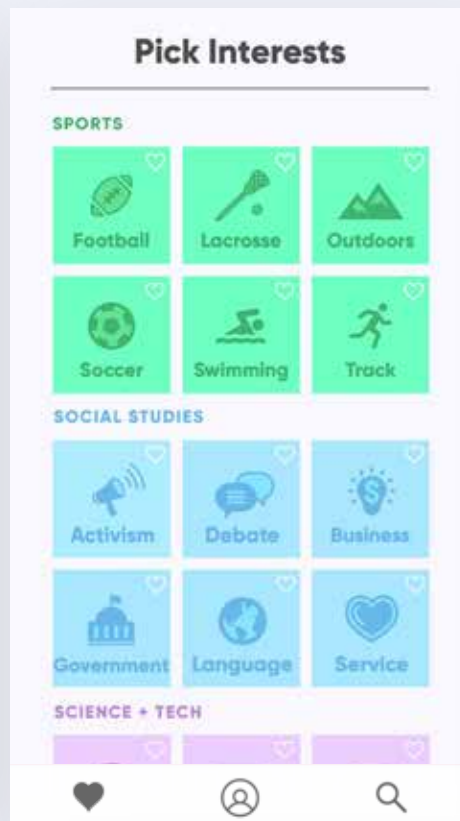 Pick Interests
SPORTS
Football Lacrosse Outdoors
Soccer Swimming Track
SOCIAL STUDIES
Activism Debate Business
Government Language Service
SCIENCE + TECH